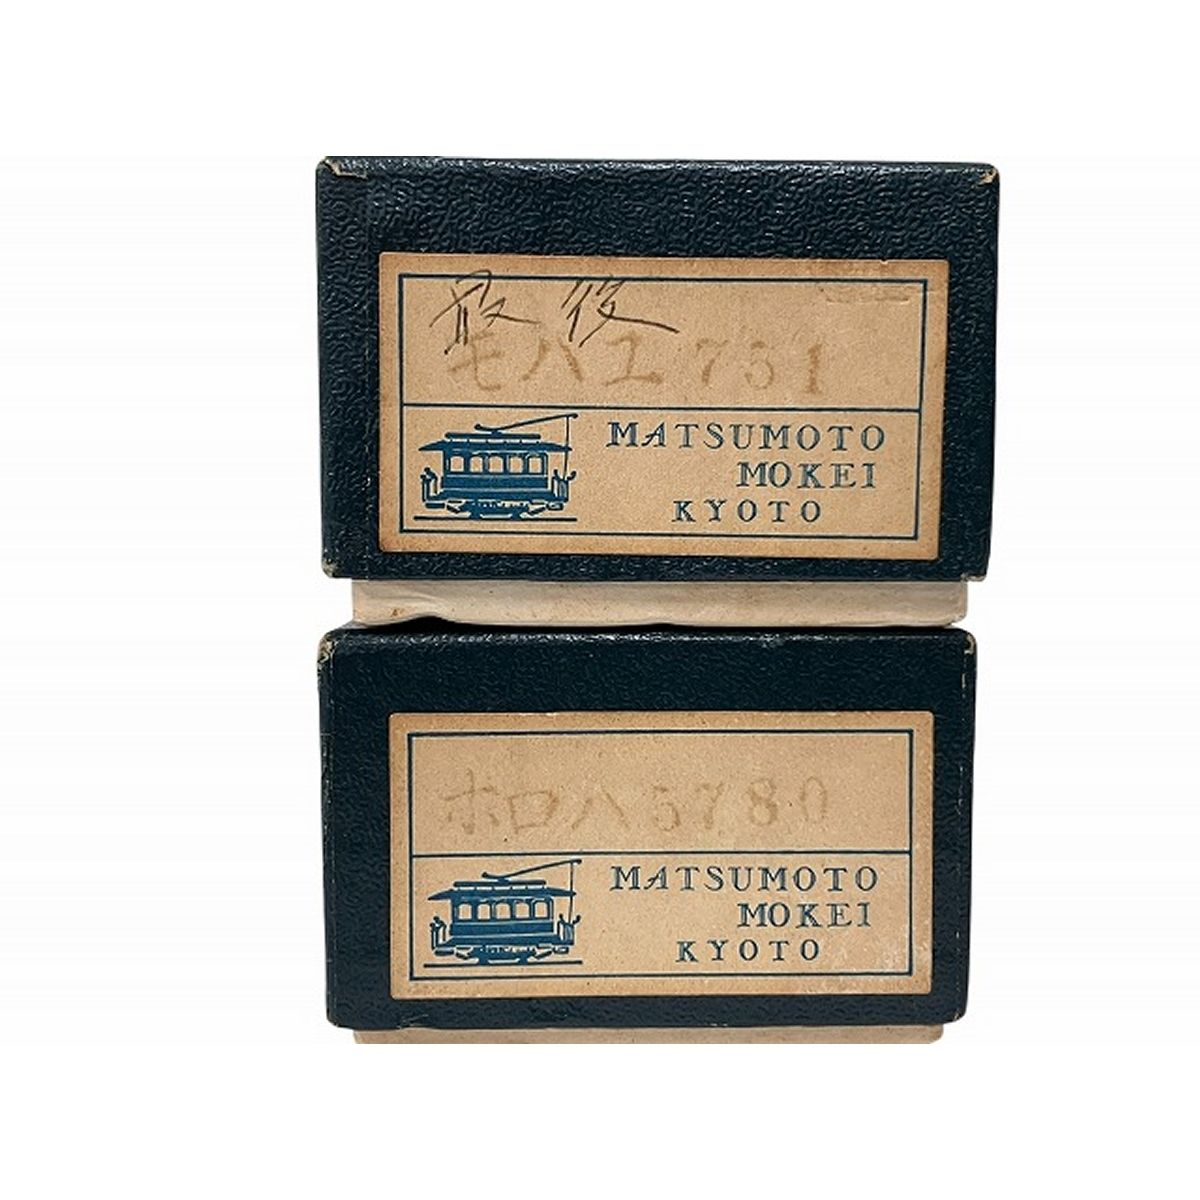 最後
モハユ751
MATSUMOTO
MOKEI
KYOTO
ホロハ5780
MATSUMOTO
MOKEI
KYOTO